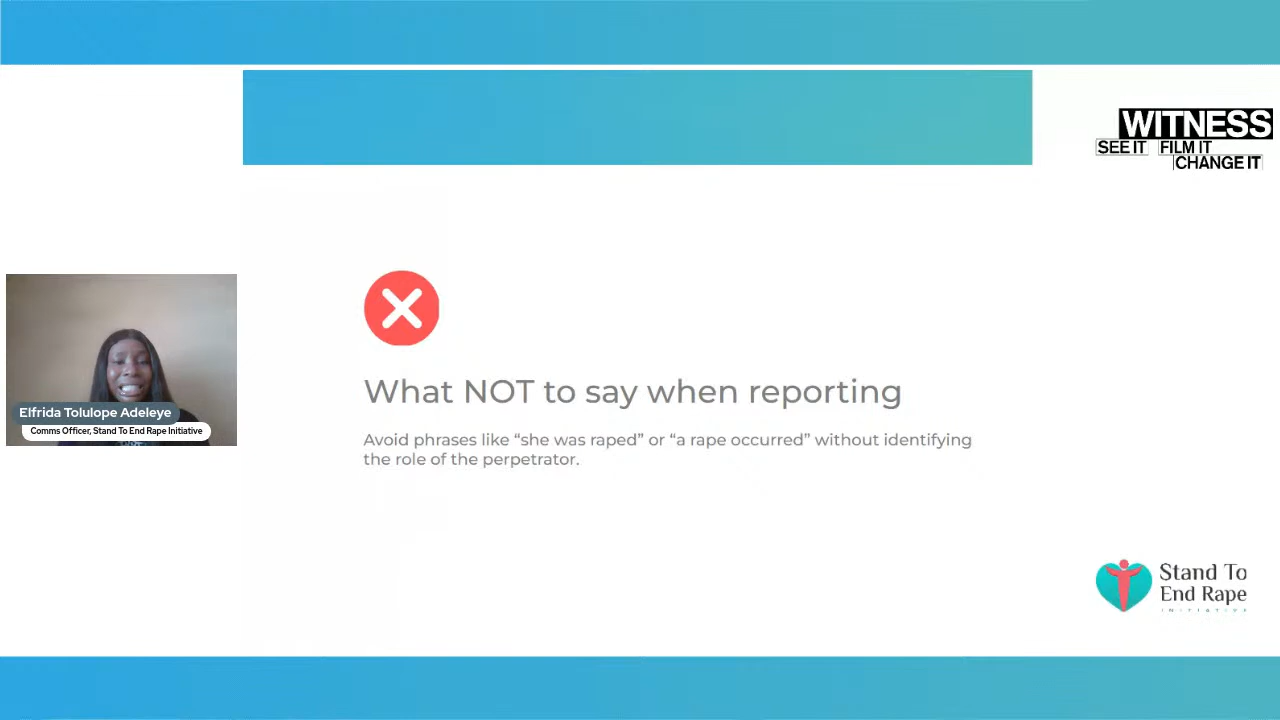 WITNESS
SEE IT FILM IT
CHANGE IT
What NOT to say when reporting
Avoid phrases like “she was raped” or “a rape occurred” without identifying
the role of the perpetrator.
Elfrida Tolulope Adeleye
Comms Officer, Stand To End Rape Initiative
Stand To
End Rape
INITIATIVE